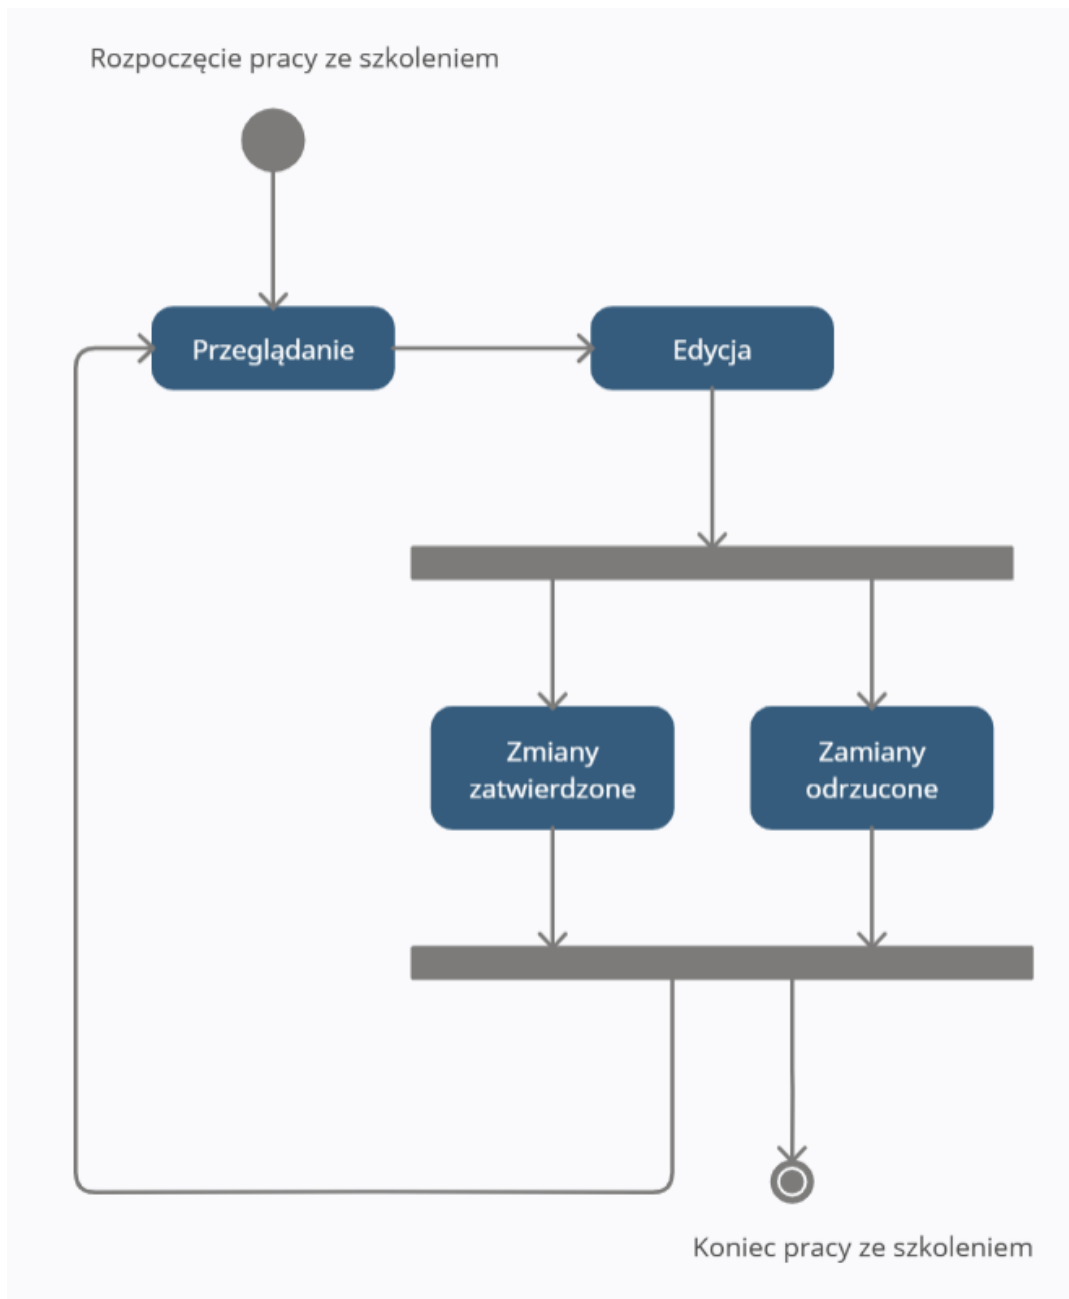 Rozpoczęcie pracy ze szkoleniem
Przeglądanie
Edycja
Zmiany
zatwierdzone
Zamiany
odrzucone
Koniec pracy ze szkoleniem